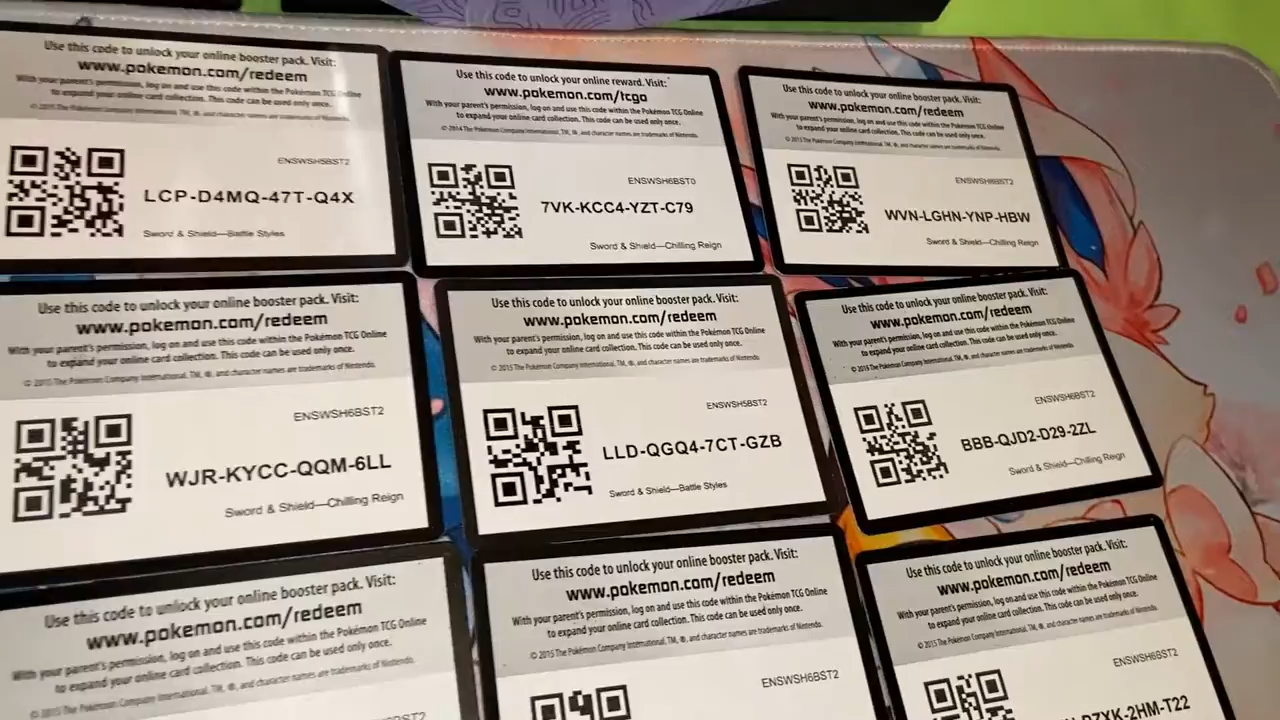 Use this code to unlock your online booster pack. Visit:
www.pokemon.com/redeem
With your parent's permission, log on and use this code within the Pokémon TCG Online
to expand your online card collection. This code can be used only once.
ENSWSH5BST2
LCP-D4MQ-47T-Q4X
Sword & Shield—Battle Styles
Use this code to unlock your online reward. Visit:
www.pokemon.com/tcgo
With your parent's permission, log on and use this code within the Pokémon TCG Online
to expand your online card collection. This code can be used only once.
© 2014 The Pokémon Company International. TM, ®, and character names are trademarks of Nintendo.
ENSWSH6BST0
7VK-KCC4-YZT-C79
Sword & Shield—Chilling Reign
Use this code to unlock your online booster pack. Visit:
www.pokemon.com/redeem
With your parent's permission, log on and use this code within the Pokémon TCG Online
to expand your online card collection. This code can be used only once.
ENSWSH6BST2
WVN-LGHN-YNP-HBW
Sword & Shield—Chilling Reign
Use this code to unlock your online booster pack. Visit:
www.pokemon.com/redeem
With your parent's permission, log on and use this code within the Pokémon TCG Online
to expand your online card collection. This code can be used only once.
© 2015 The Pokémon Company International. TM, ®, and character names are trademarks of Nintendo.
ENSWSH6BST2
WJR-KYCC-QQM-6LL
Sword & Shield—Chilling Reign
Use this code to unlock your online booster pack. Visit:
www.pokemon.com/redeem
With your parent's permission, log on and use this code within the Pokémon TCG Online
to expand your online card collection. This code can be used only once.
© 2015 The Pokémon Company International. TM, ®, and character names are trademarks of Nintendo.
ENSWSH5BST2
LLD-QGQ4-7CT-GZB
Sword & Shield—Battle Styles
Use this code to unlock your online booster pack. Visit:
www.pokemon.com/redeem
With your parent's permission, log on and use this code within the Pokémon TCG Online
to expand your online card collection. This code can be used only once.
© 2015 The Pokémon Company International. TM, ®, and character names are trademarks of Nintendo.
ENSWSH6BST2
BBB-QJD2-D29-2ZL
Sword & Shield—Chilling Reign
Use this code to unlock your online booster pack. Visit:
www.pokemon.com/redeem
With your parent's permission, log on and use this code within the Pokémon TCG Online
to expand your online card collection. This code can be used only once.
© 2015 The Pokémon Company International. TM, ®, and character names are trademarks of Nintendo.
Use this code to unlock your online booster pack. Visit:
www.pokemon.com/redeem
With your parent's permission, log on and use this code within the Pokémon TCG Online
to expand your online card collection. This code can be used only once.
© 2015 The Pokémon Company International. TM, ®, and character names are trademarks of Nintendo.
ENSWSH6BST2
Use this code to unlock your online booster pack. Visit:
www.pokemon.com/redeem
With your parent's permission, log on and use this code within the Pokémon TCG Online
to expand your online card collection. This code can be used only once.
© 2015 The Pokémon Company International. TM, ®, and character names are trademarks of Nintendo.
ENSWSH6BST2
-2HM-T22